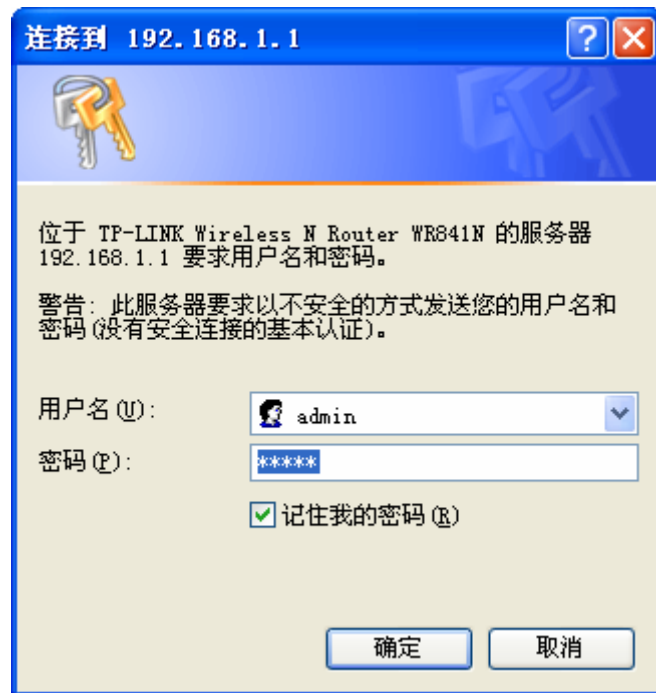 连接到 192.168.1.1
位于 TP-LINK Wireless N Router WR841N 的服务器
192.168.1.1 要求用户名和密码。
警告: 此服务器要求以不安全的方式发送您的用户名和
密码(没有安全连接的基本认证)。
用户名(U):
admin
密码(P):
*****
记住我的密码(R)
确定
取消